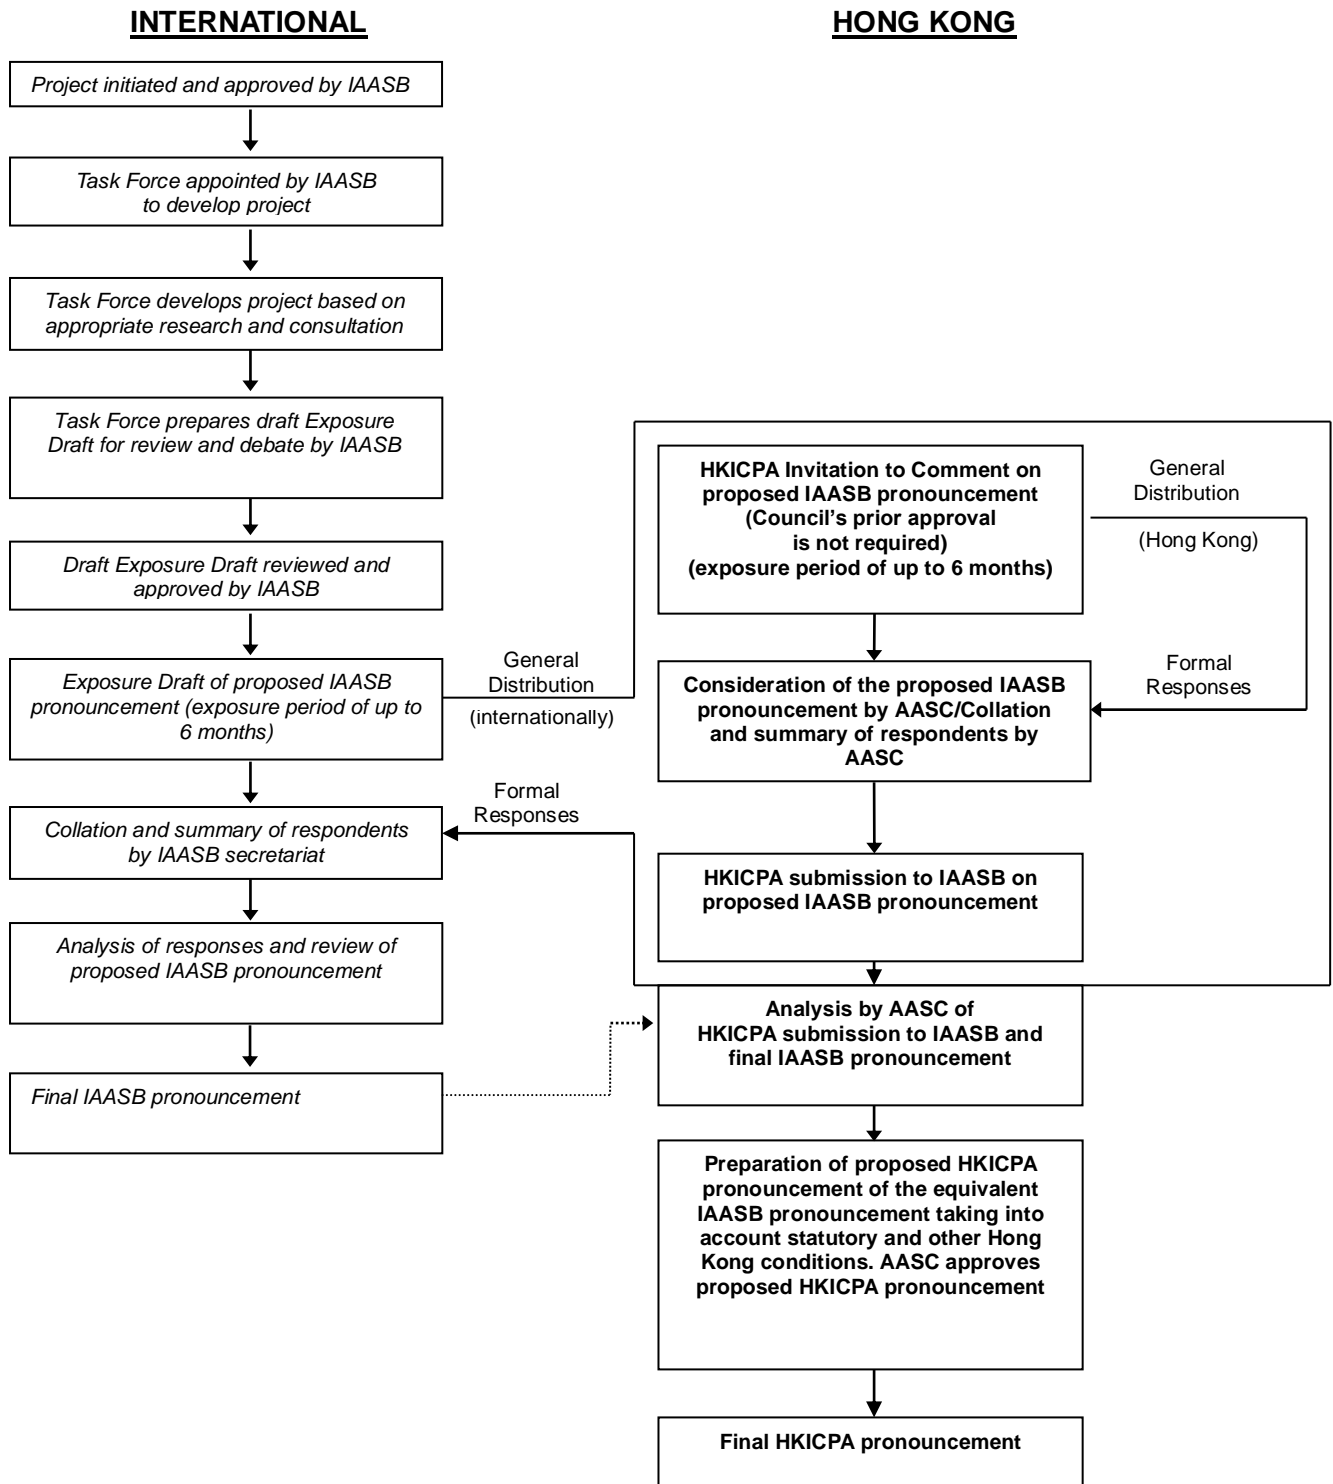 INTERNATIONAL
Project initiated and approved by IAASB
Task Force appointed by IAASB
to develop project
Task Force develops project based on
appropriate research and consultation
Task Force prepares draft Exposure
Draft for review and debate by IAASB
Draft Exposure Draft reviewed and
approved by IAASB
Exposure Draft of proposed IAASB
pronouncement (exposure period of up to
6 months)
General
Distribution
(internationally)
Formal
Responses
Collation and summary of respondents
by IAASB secretariat
Analysis of responses and review of
proposed IAASB pronouncement
Final IAASB pronouncement
HONG KONG
HKICPA Invitation to Comment on
proposed IAASB pronouncement
(Council's prior approval
is not required)
(exposure period of up to 6 months)
General
Distribution
(Hong Kong)
Formal
Responses
Consideration of the proposed IAASB
pronouncement by AASC/Collation
and summary of respondents by
AASC
HKICPA submission to IAASB on
proposed IAASB pronouncement
Analysis by AASC of
HKICPA submission to IAASB and
final IAASB pronouncement
Preparation of proposed HKICPA
pronouncement of the equivalent
IAASB pronouncement taking into
account statutory and other Hong
Kong conditions. AASC approves
proposed HKICPA pronouncement
Final HKICPA pronouncement